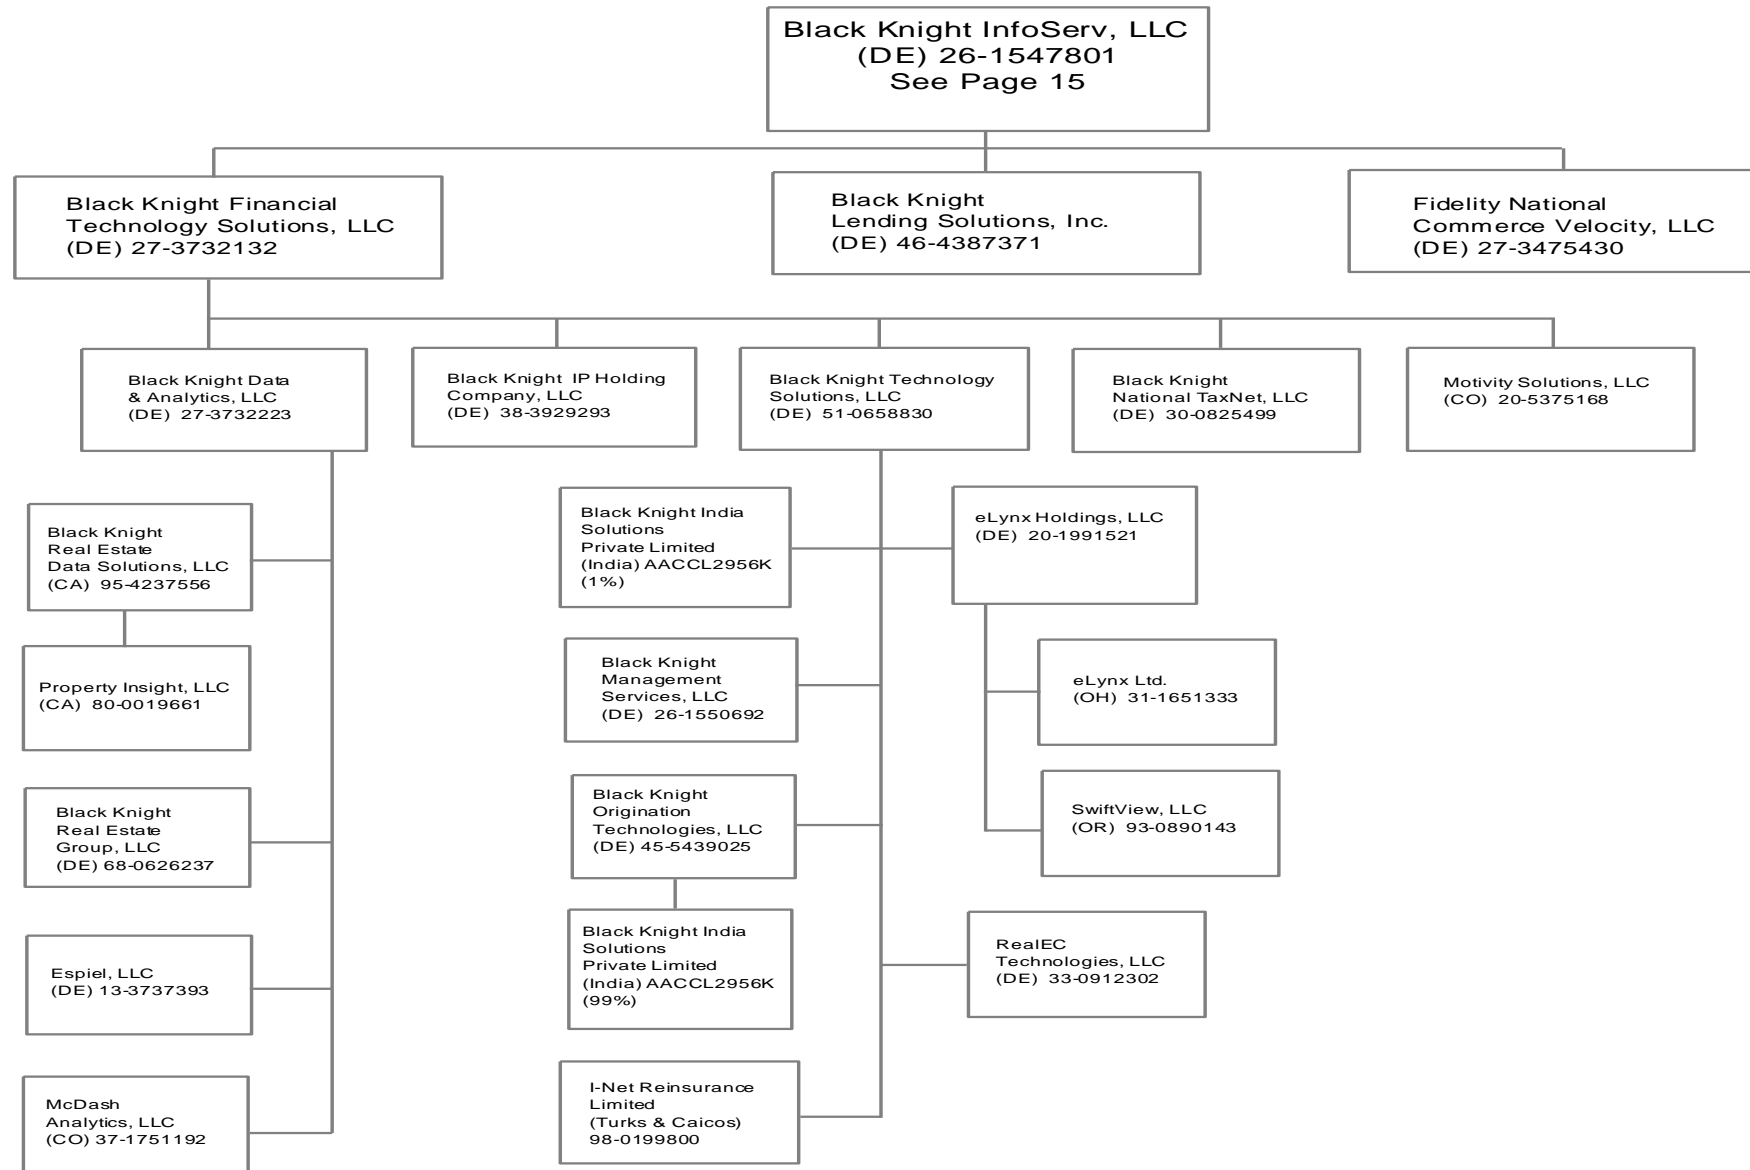 Black Knight InfoServ, LLC
(DE) 26-1547801
See Page 15
Black Knight Financial
Technology Solutions, LLC
(DE) 27-3732132
Black Knight
Lending Solutions, Inc.
(DE) 46-4387371
Fidelity National
Commerce Velocity, LLC
(DE) 27-3475430
Black Knight Data
& Analytics, LLC
(DE) 27-3732223
Black Knight IP Holding
Company, LLC
(DE) 38-3929293
Black Knight Technology
Solutions, LLC
(DE) 51-0658830
Black Knight
National TaxNet, LLC
(DE) 30-0825499
Motivity Solutions, LLC
(CO) 20-5375168
Black Knight
Real Estate
Data Solutions, LLC
(CA) 95-4237556
Property Insight, LLC
(CA) 80-0019661
Black Knight
Real Estate
Group, LLC
(DE) 68-0626237
Espiel, LLC
(DE) 13-3737393
McDash
Analytics, LLC
(CO) 37-1751192
Black Knight India
Solutions
Private Limited
(India) AACCL2956K
(1%)
Black Knight
Management
Services, LLC
(DE) 26-1550692
Black Knight
Origination
Technologies, LLC
(DE) 45-5439025
Black Knight India
Solutions
Private Limited
(India) AACCL2956K
(99%)
I-Net Reinsurance
Limited
(Turks & Caicos)
98-0199800
eLynx Holdings, LLC
(DE) 20-1991521
eLynx Ltd.
(OH) 31-1651333
SwiftView, LLC
(OR) 93-0890143
RealEC
Technologies, LLC
(DE) 33-0912302